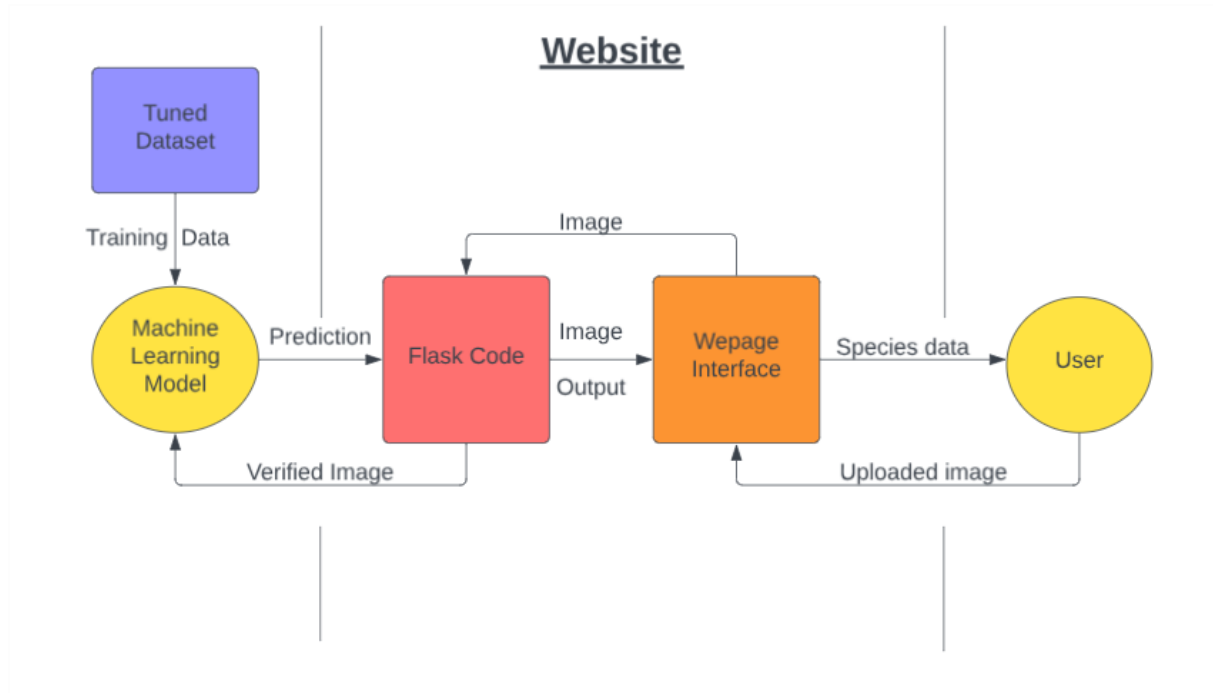 Website
Tuned
Dataset
Training Data
Image
Machine
Learning
Model
Prediction
Flask Code
Image
Output
Wepage
Interface
Species data
User
Verified Image
Uploaded image